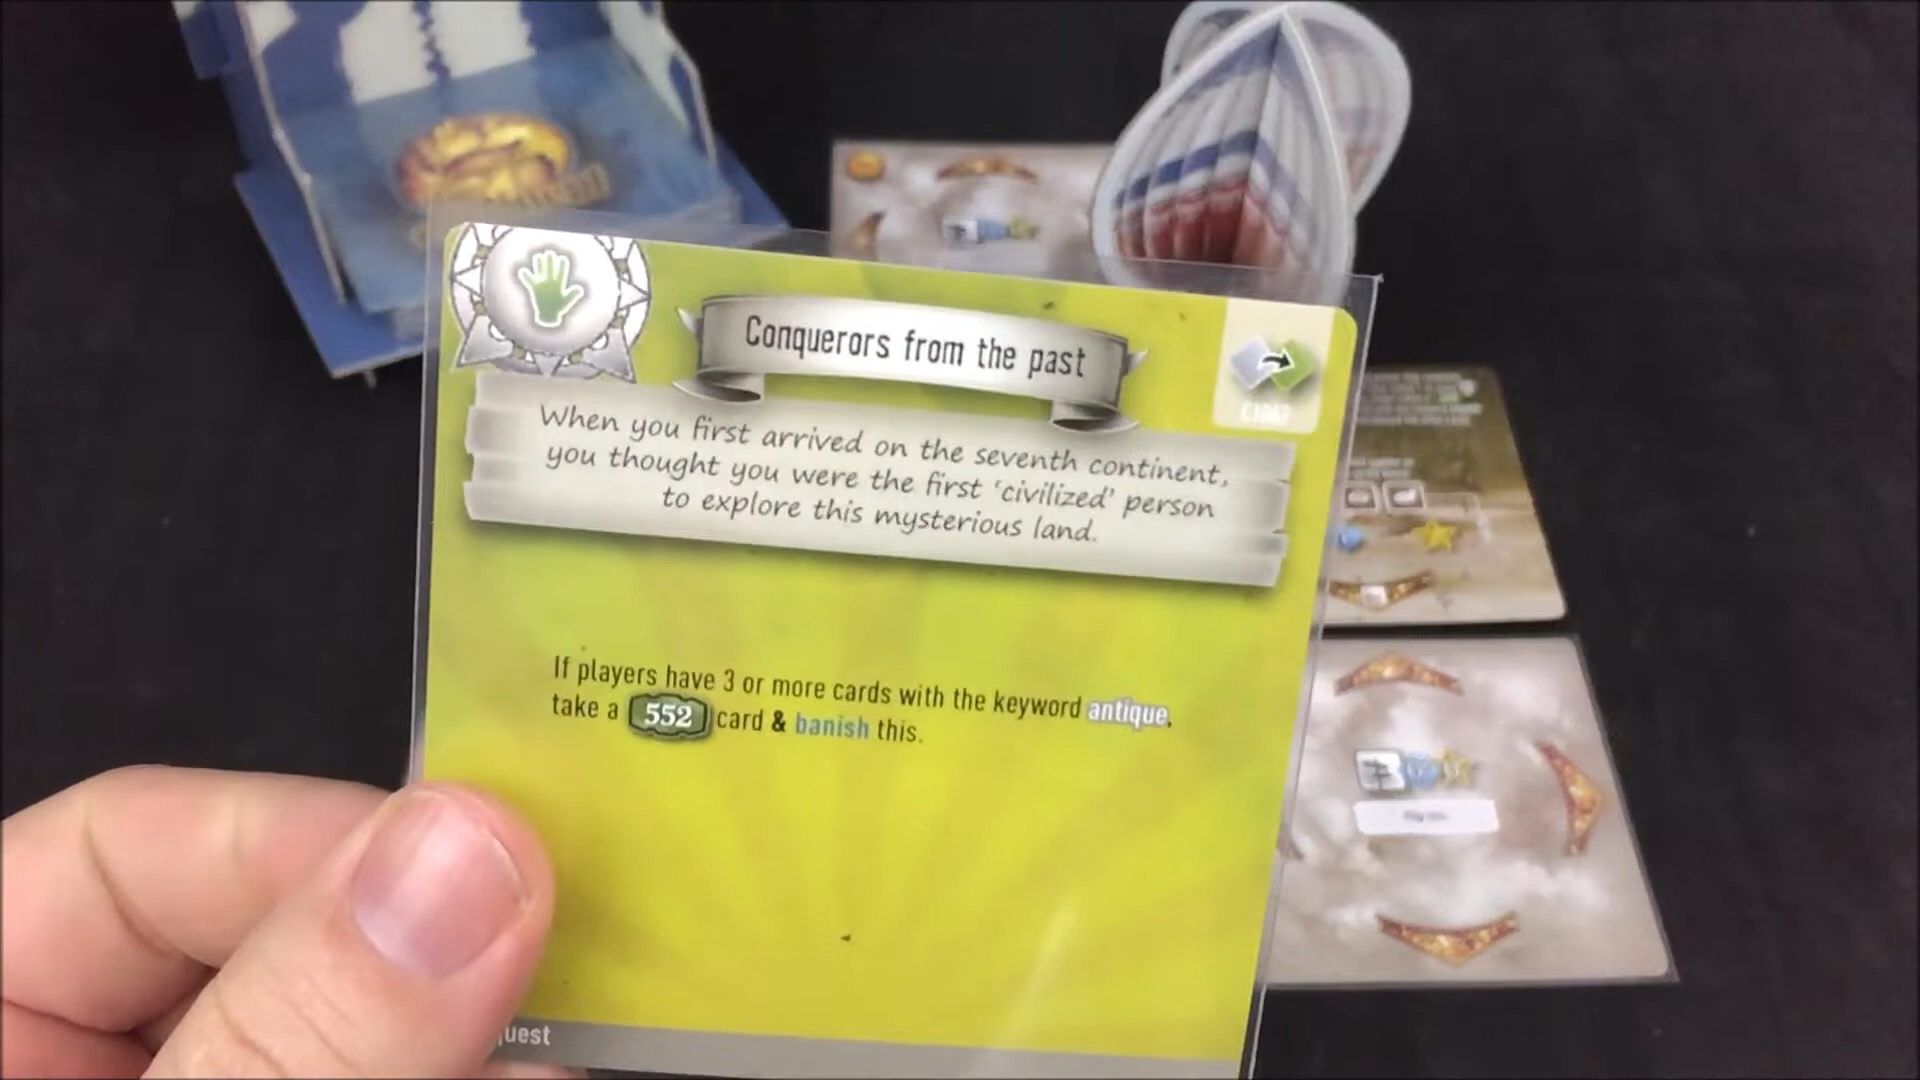 Conquerors from the past
When you first arrived on the seventh continent,
you thought you were the first 'civilized' person
to explore this mysterious land.
If players have 3 or more cards with the keyword antique,
take a 552 card & banish this.
uest